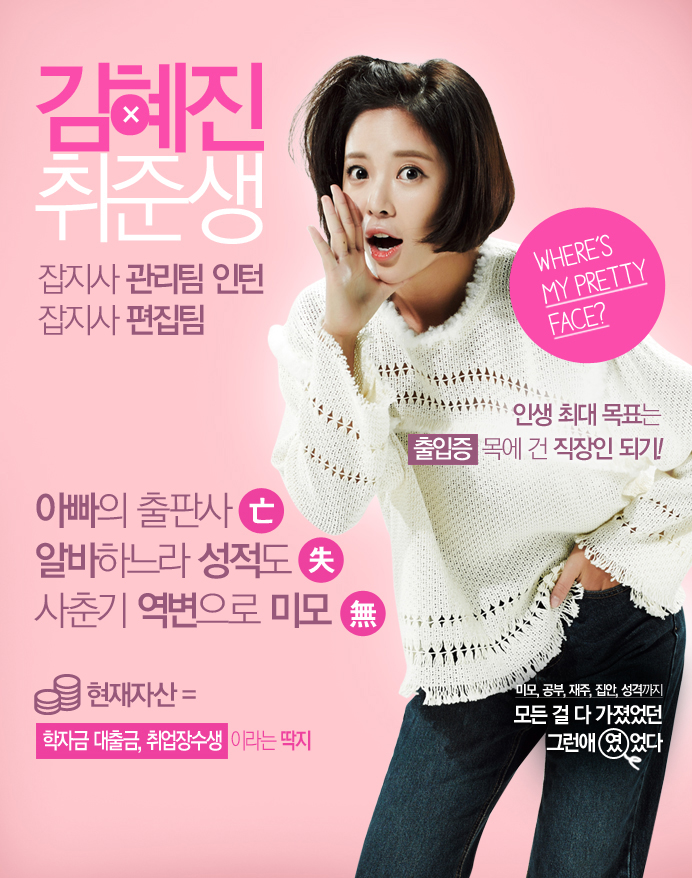 김혜진
×
취준생
잡지사 관리팀 인턴
잡지사 편집팀
WHERE'S
MY PRETTY
FACE?
인생 최대 목표는
출입증 목에 건 직장인 되기!
아빠의 출판사 亡
알바하느라 성적도 失
사춘기 역변으로 미모 無
현재자산 =
학자금 대출금, 취업장수생 이라는 딱지
미모, 공부, 재주, 집안, 성격까지
모든 걸 다 가졌었던
그런애 였었다